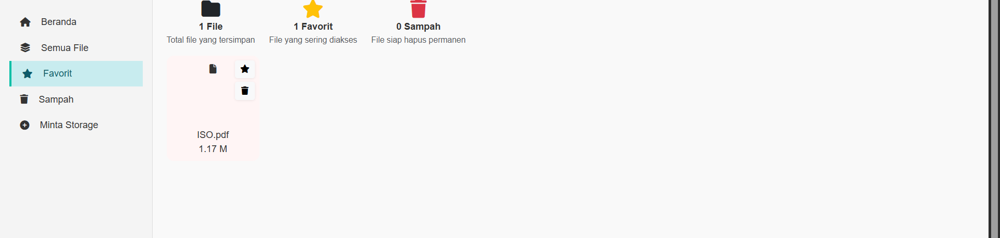 Beranda
Semua File
Favorit
Sampah
Minta Storage
1 File
Total file yang tersimpan
1 Favorit
File yang sering diakses
0 Sampah
File siap hapus permanen
ISO.pdf
1.17 M